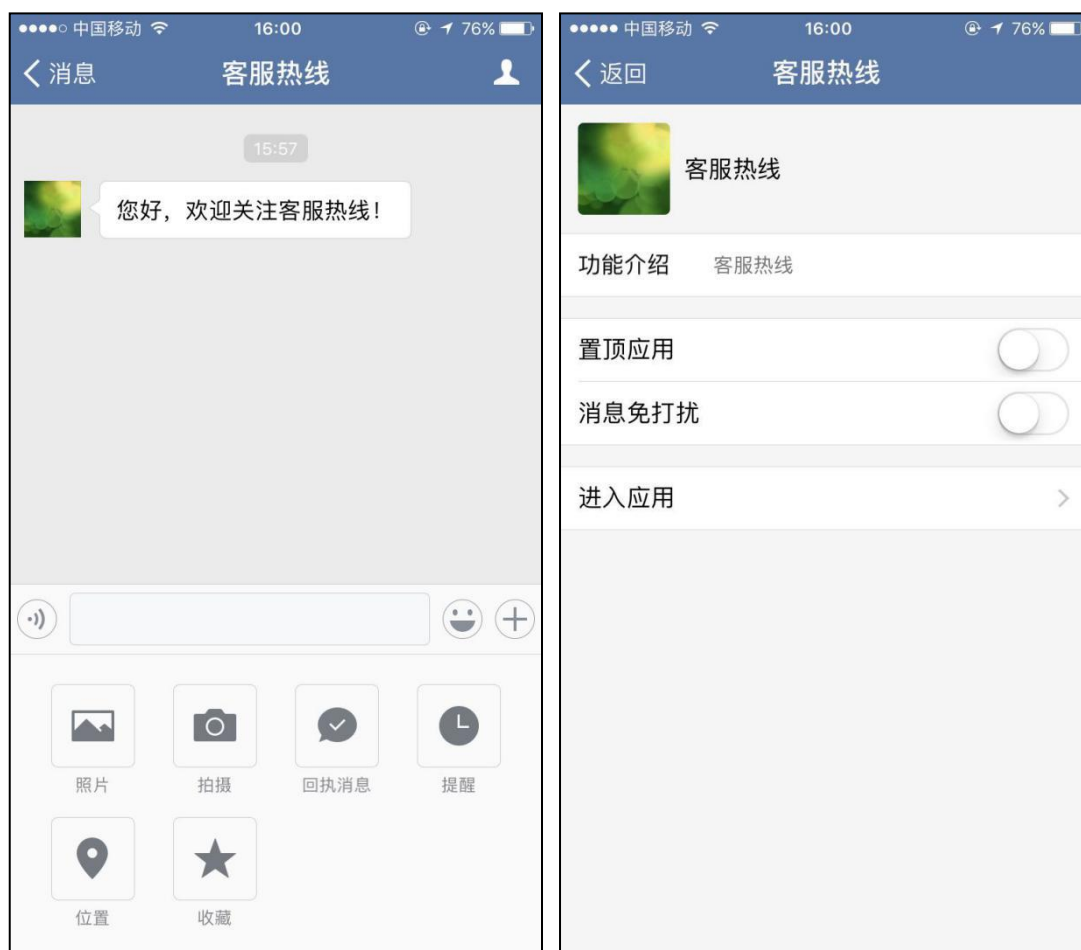 中国移动 16:00 76%
消息 客服热线
15:57
您好，欢迎关注客服热线！
照片 拍摄 回执消息 提醒
位置 收藏
中国移动 16:00 76%
返回 客服热线
客服热线
功能介绍 客服热线
置顶应用
消息免打扰
进入应用